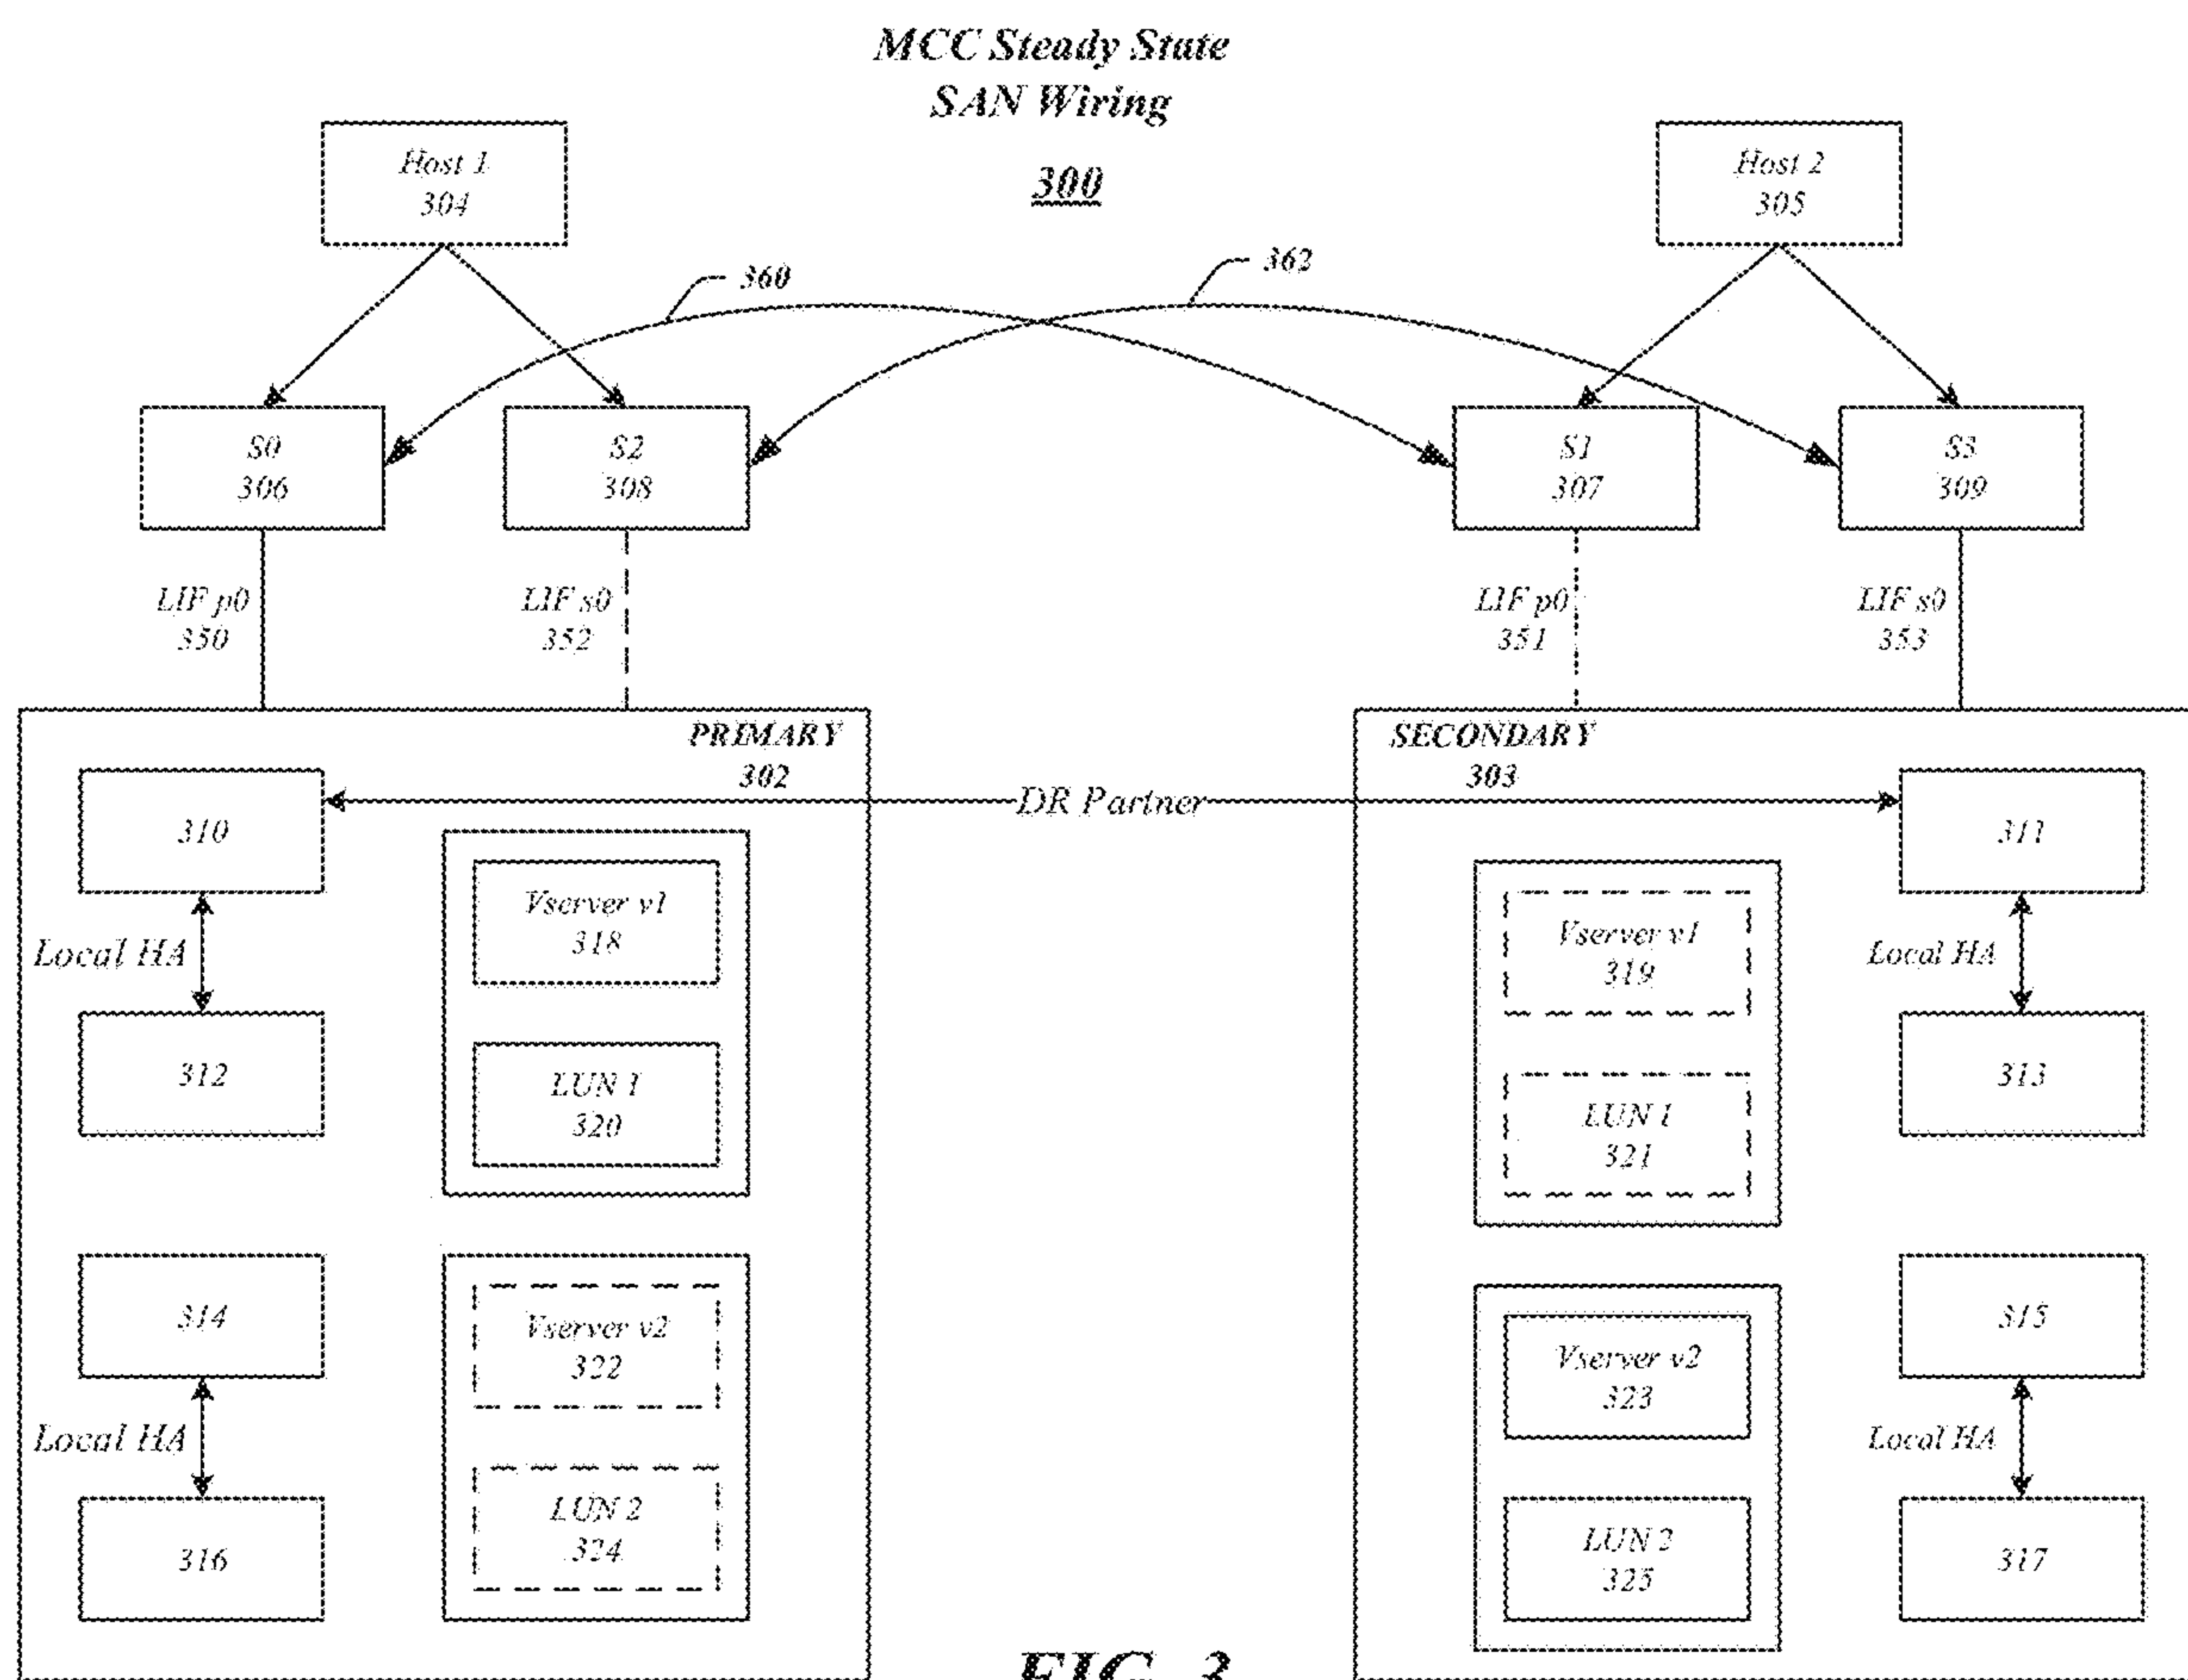 MCC Steady State
SAN Wiring
300
Host 1
304
Host 2
305
360
362
S0
306
S2
308
S1
307
S3
309
LIF p0
350
LIF s0
352
LIF p0
351
LIF s0
353
PRIMARY
302
SECONDARY
303
DR Partner
310
311
Vserver v1
318
Vserver v1
319
Local HA
Local HA
312
313
LUN 1
320
LUN 1
321
314
315
Vserver v2
322
Vserver v2
323
Local HA
Local HA
316
317
LUN 2
324
LUN 2
325
FIG. 3